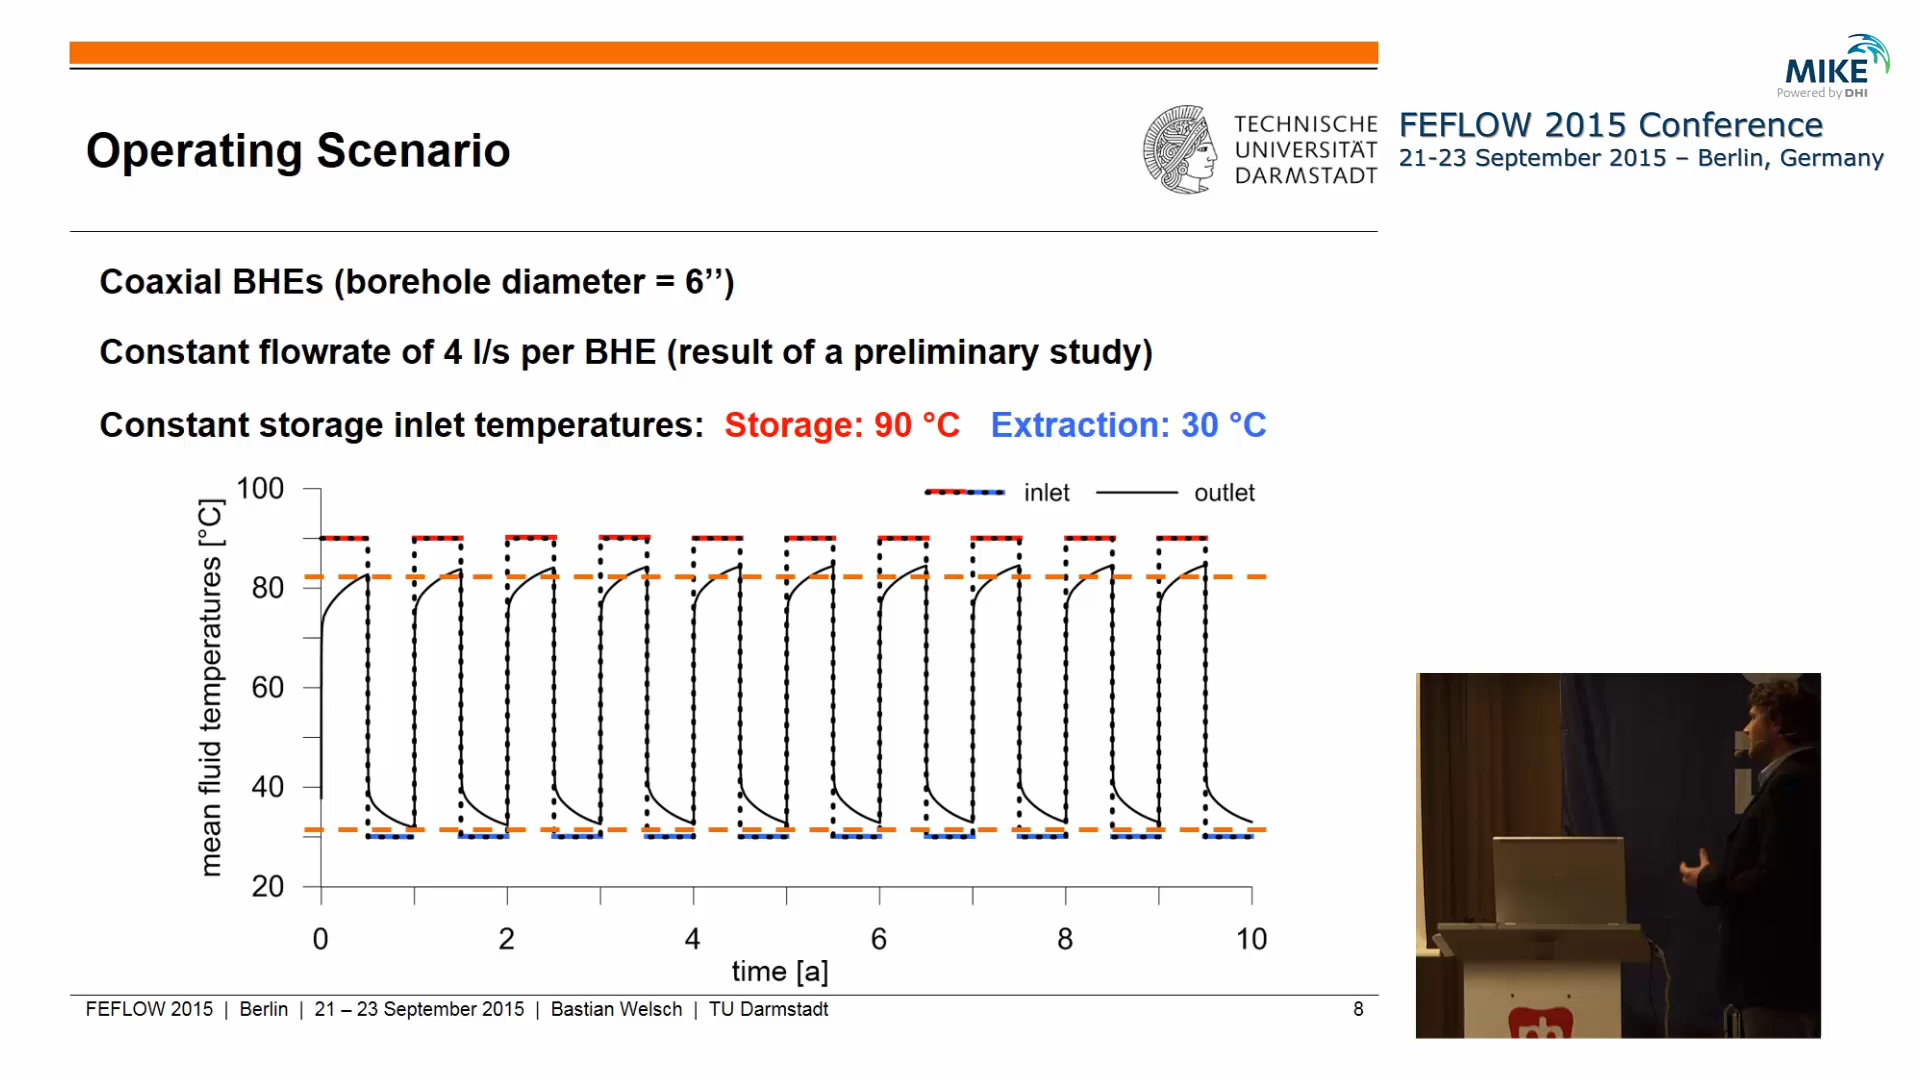 MIKE
Powered by DHI
Operating Scenario
TECHNISCHE
UNIVERSITÄT
DARMSTADT
FEFLOW 2015 Conference
21-23 September 2015 – Berlin, Germany
Coaxial BHEs (borehole diameter = 6’’)
Constant flowrate of 4 l/s per BHE (result of a preliminary study)
Constant storage inlet temperatures: Storage: 90 °C Extraction: 30 °C
inlet outlet
mean fluid temperatures [°C]
100
80
60
40
20
0 2 4 6 8 10
time [a]
FEFLOW 2015 | Berlin | 21 – 23 September 2015 | Bastian Welsch | TU Darmstadt
8